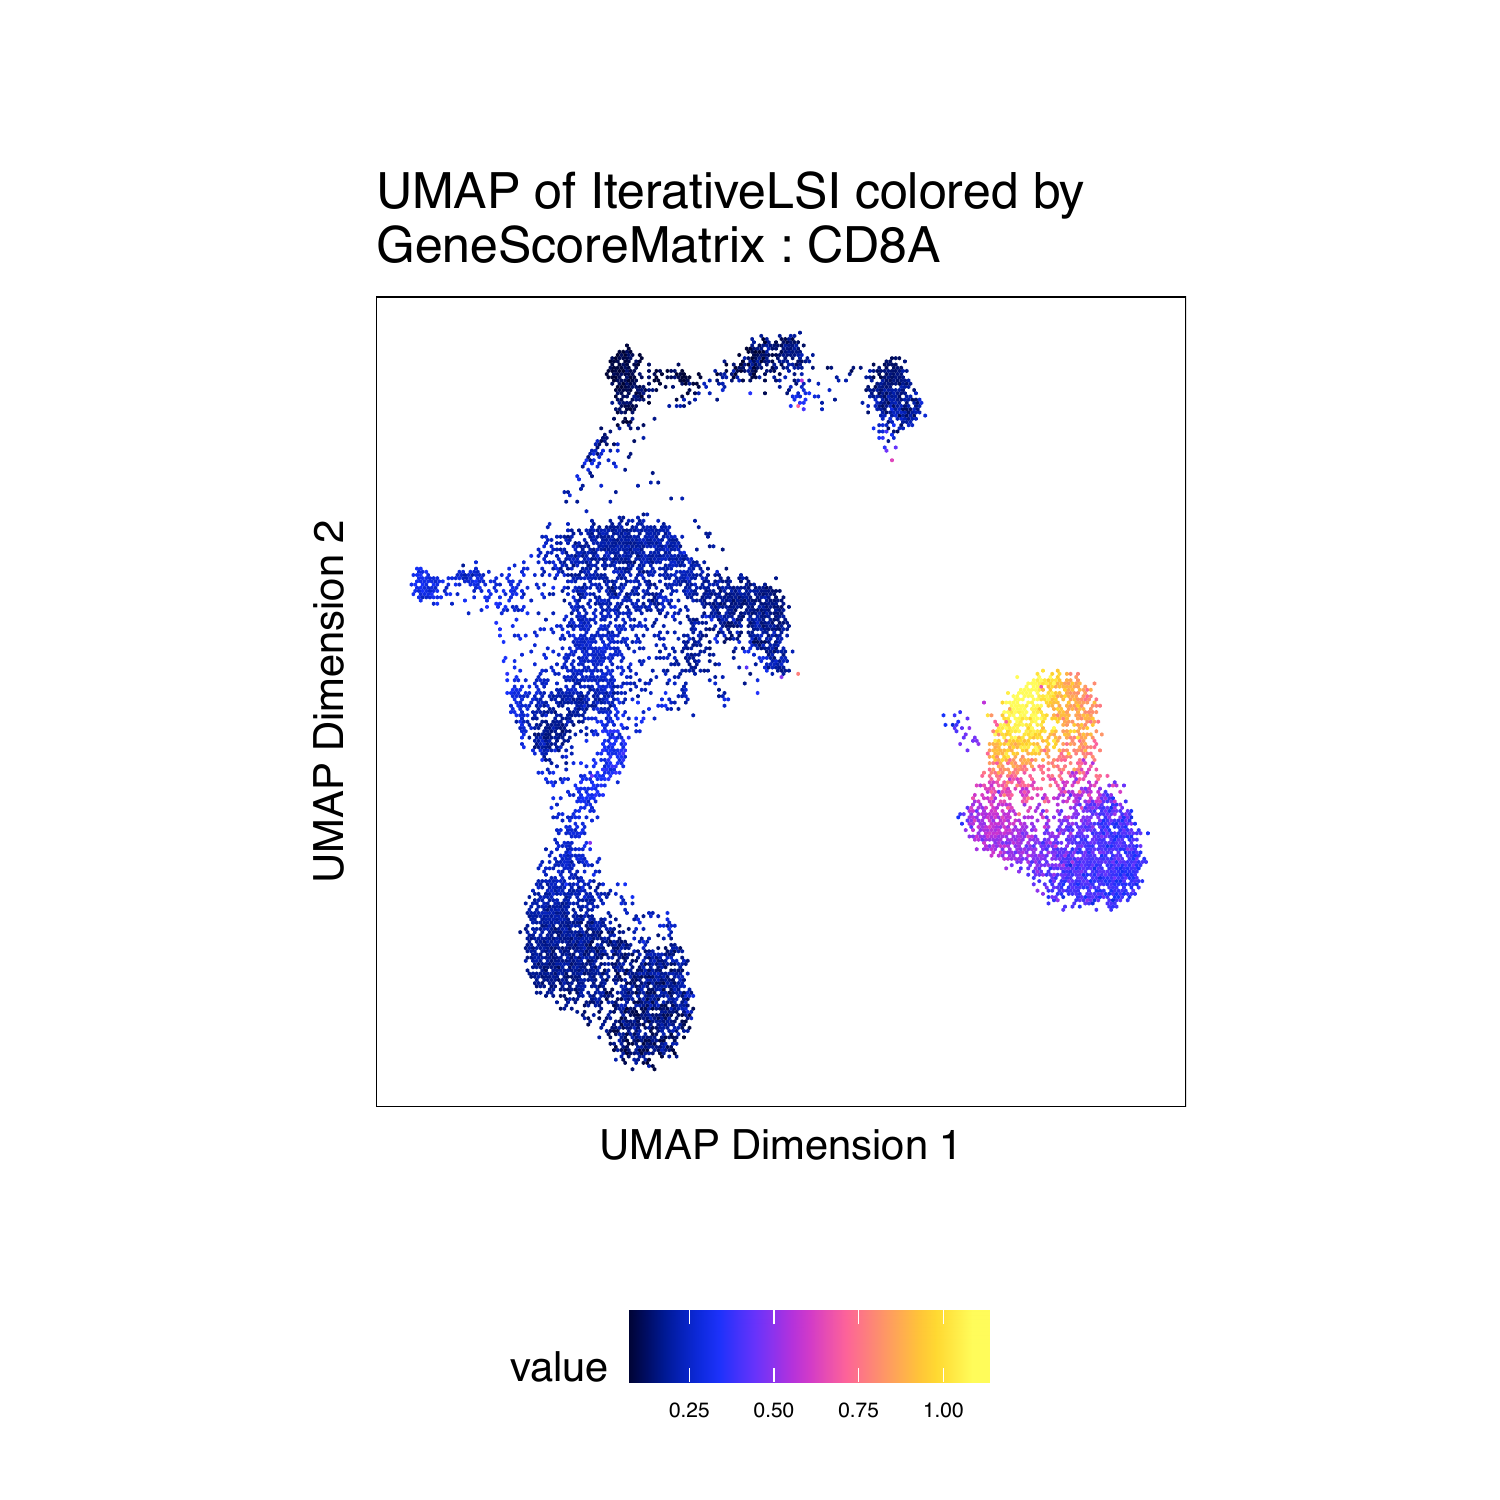 UMAP of IterativeLSI colored by
GeneScoreMatrix : CD8A
UMAP Dimension 2
UMAP Dimension 1
value
0.25 0.50 0.75 1.00